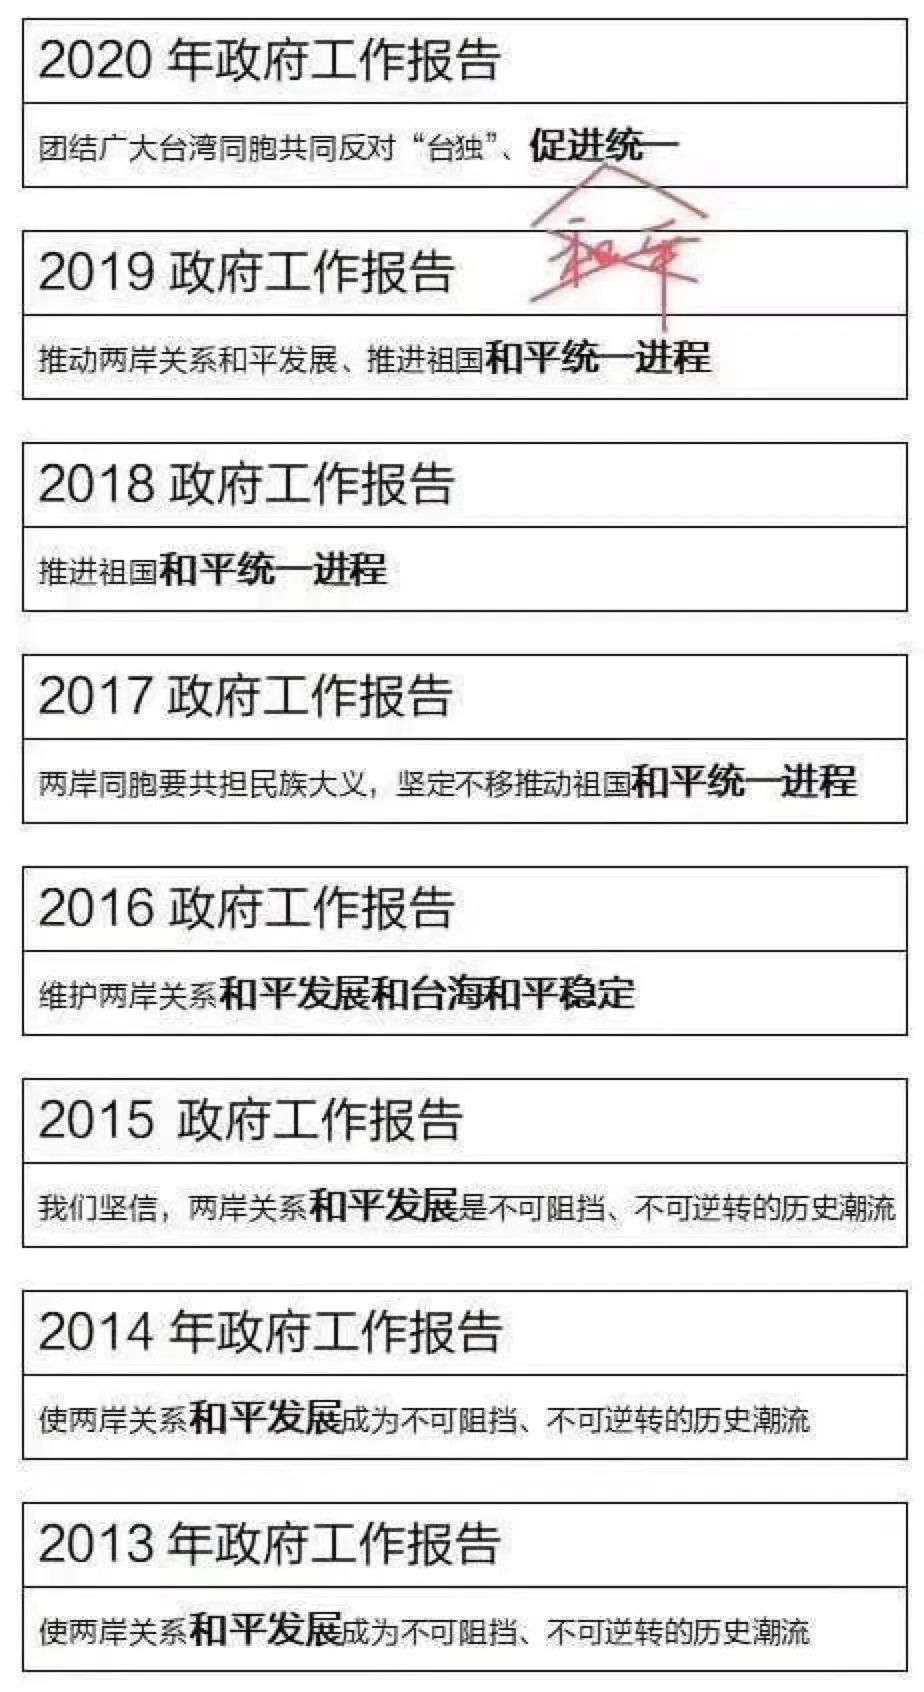 2020 年政府工作报告
团结广大台湾同胞共同反对“台独”、促进统一
和平
2019 政府工作报告
推动两岸关系和平发展、推进祖国和平统一进程
2018 政府工作报告
推进祖国和平统一进程
2017 政府工作报告
两岸同胞要共担民族大义，坚定不移推动祖国和平统一进程
2016 政府工作报告
维护两岸关系和平发展和台海和平稳定
2015 政府工作报告
我们坚信，两岸关系和平发展是不可阻挡、不可逆转的历史潮流
2014 年政府工作报告
使两岸关系和平发展成为不可阻挡、不可逆转的历史潮流
2013 年政府工作报告
使两岸关系和平发展成为不可阻挡、不可逆转的历史潮流